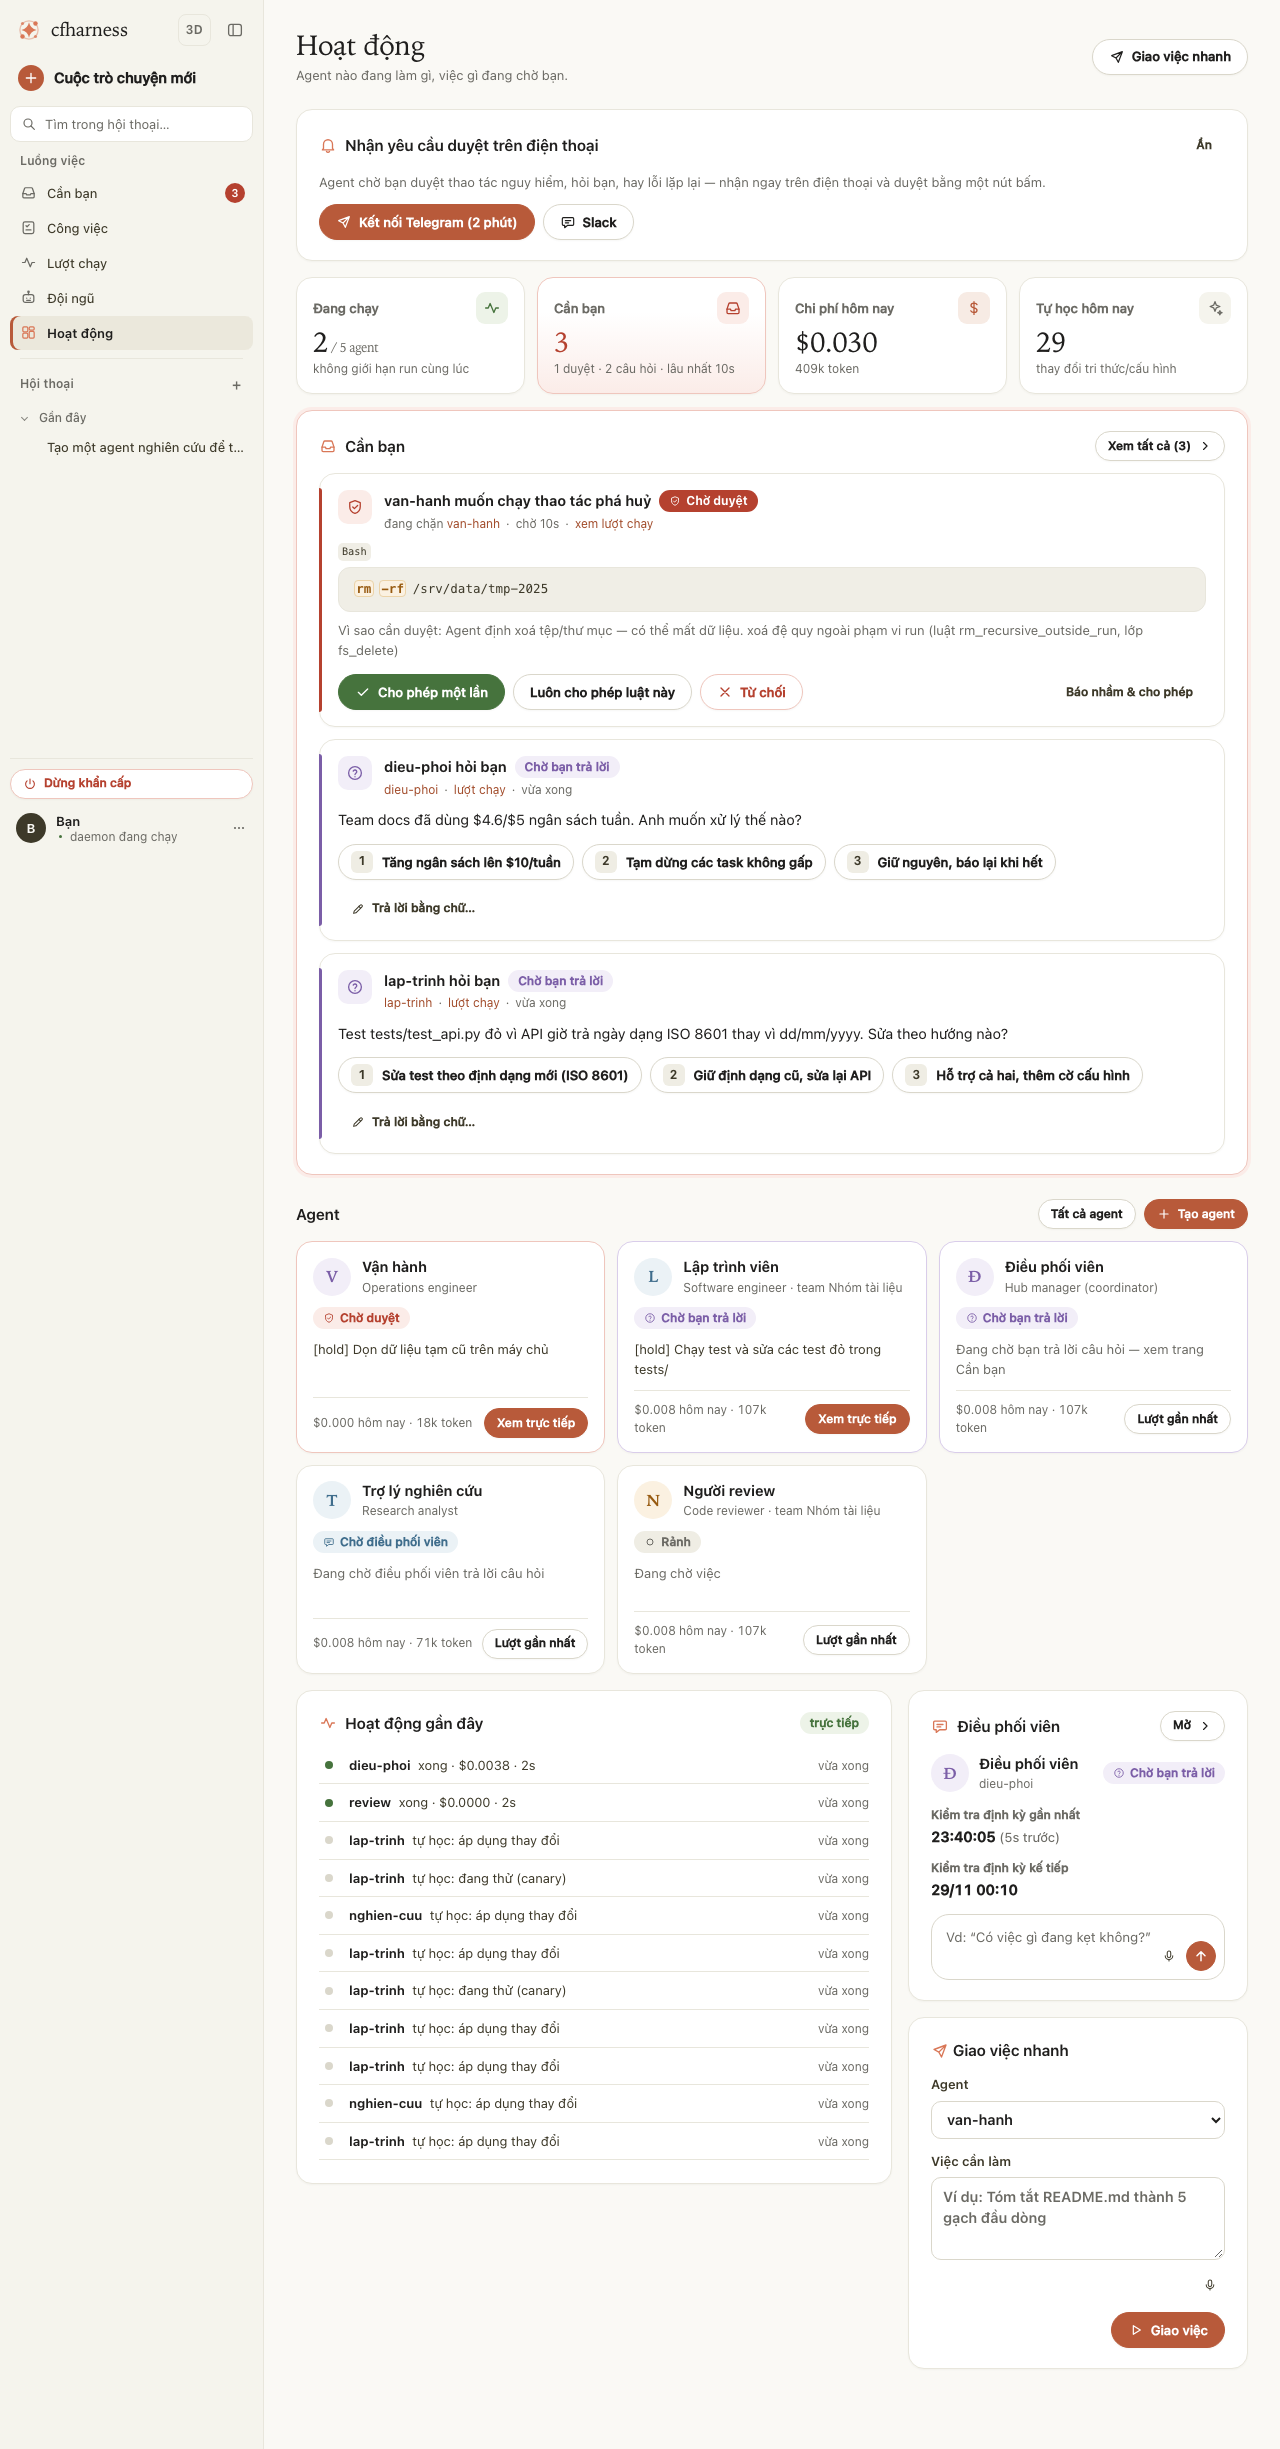 cfharness
3D
Cuộc trò chuyện mới
Tìm trong hội thoại...
Luồng việc
Cần bạn
3
Công việc
Lượt chạy
Đội ngũ
Hoạt động
Hội thoại
+
Gần đây
Tạo một agent nghiên cứu để t...
Dừng khẩn cấp
B
Bạn
• daemon đang chạy
Hoạt động
Agent nào đang làm gì, việc gì đang chờ bạn.
Giao việc nhanh
Nhận yêu cầu duyệt trên điện thoại
Ẩn
Agent chờ bạn duyệt thao tác nguy hiểm, hỏi bạn, hay lỗi lặp lại — nhận ngay trên điện thoại và duyệt bằng một nút bấm.
Kết nối Telegram (2 phút)
Slack
Đang chạy
2 / 5 agent
không giới hạn run cùng lúc
Cần bạn
3
1 duyệt · 2 câu hỏi · lâu nhất 10s
Chi phí hôm nay
$
$0.030
409k token
Tự học hôm nay
29
thay đổi tri thức/cấu hình
Cần bạn
Xem tất cả (3)
van-hanh muốn chạy thao tác phá huỷ
Chờ duyệt
đang chặn van-hanh · chờ 10s · xem lượt chạy
Bash
rm -rf /srv/data/tmp-2025
Vì sao cần duyệt: Agent định xoá tệp/thư mục — có thể mất dữ liệu. xoá đệ quy ngoài phạm vi run (luật rm_recursive_outside_run, lớp
fs_delete)
Cho phép một lần
Luôn cho phép luật này
Từ chối
Báo nhầm & cho phép
dieu-phoi hỏi bạn
Chờ bạn trả lời
dieu-phoi · lượt chạy · vừa xong
Team docs đã dùng $4.6/$5 ngân sách tuần. Anh muốn xử lý thế nào?
1 Tăng ngân sách lên $10/tuần
2 Tạm dừng các task không gấp
3 Giữ nguyên, báo lại khi hết
Trả lời bằng chữ...
lap-trinh hỏi bạn
Chờ bạn trả lời
lap-trinh · lượt chạy · vừa xong
Test tests/test_api.py đỏ vì API giờ trả ngày dạng ISO 8601 thay vì dd/mm/yyyy. Sửa theo hướng nào?
1 Sửa test theo định dạng mới (ISO 8601)
2 Giữ định dạng cũ, sửa lại API
3 Hỗ trợ cả hai, thêm cờ cấu hình
Trả lời bằng chữ...
Agent
Tất cả agent
Tạo agent
V
Vận hành
Operations engineer
Chờ duyệt
[hold] Dọn dữ liệu tạm cũ trên máy chủ
$0.000 hôm nay · 18k token
Xem trực tiếp
L
Lập trình viên
Software engineer · team Nhóm tài liệu
Chờ bạn trả lời
[hold] Chạy test và sửa các test đỏ trong
tests/
$0.008 hôm nay · 107k
token
Xem trực tiếp
Đ
Điều phối viên
Hub manager (coordinator)
Chờ bạn trả lời
Đang chờ bạn trả lời câu hỏi — xem trang
Cần bạn
$0.008 hôm nay · 107k
token
Lượt gần nhất
T
Trợ lý nghiên cứu
Research analyst
Chờ điều phối viên
Đang chờ điều phối viên trả lời câu hỏi
$0.008 hôm nay · 71k token
Lượt gần nhất
N
Người review
Code reviewer · team Nhóm tài liệu
Rảnh
Đang chờ việc
$0.008 hôm nay · 107k
token
Lượt gần nhất
Hoạt động gần đây
trực tiếp
dieu-phoi xong · $0.0038 · 2s vừa xong
review xong · $0.0000 · 2s vừa xong
lap-trinh tự học: áp dụng thay đổi vừa xong
lap-trinh tự học: đang thử (canary) vừa xong
nghien-cuu tự học: áp dụng thay đổi vừa xong
lap-trinh tự học: áp dụng thay đổi vừa xong
lap-trinh tự học: đang thử (canary) vừa xong
lap-trinh tự học: áp dụng thay đổi vừa xong
lap-trinh tự học: áp dụng thay đổi vừa xong
nghien-cuu tự học: áp dụng thay đổi vừa xong
lap-trinh tự học: áp dụng thay đổi vừa xong
Điều phối viên
Mở
Đ
Điều phối viên
dieu-phoi
Chờ bạn trả lời
Kiểm tra định kỳ gần nhất
23:40:05 (5s trước)
Kiểm tra định kỳ kế tiếp
29/11 00:10
Vd: “Có việc gì đang kẹt không?”
Giao việc nhanh
Agent
van-hanh
Việc cần làm
Ví dụ: Tóm tắt README.md thành 5
gạch đầu dòng
Giao việc